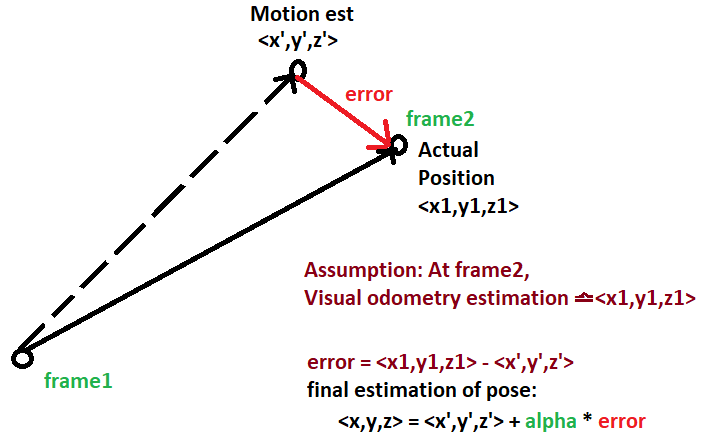 Motion est
<x',y',z'>
error
frame2
Actual
Position
<x1,y1,z1>
Assumption: At frame2,
Visual odometry estimation ≏<x1,y1,z1>
error = <x1,y1,z1> - <x',y',z'>
frame1
final estimation of pose:
<x,y,z> = <x',y',z'> + alpha * error